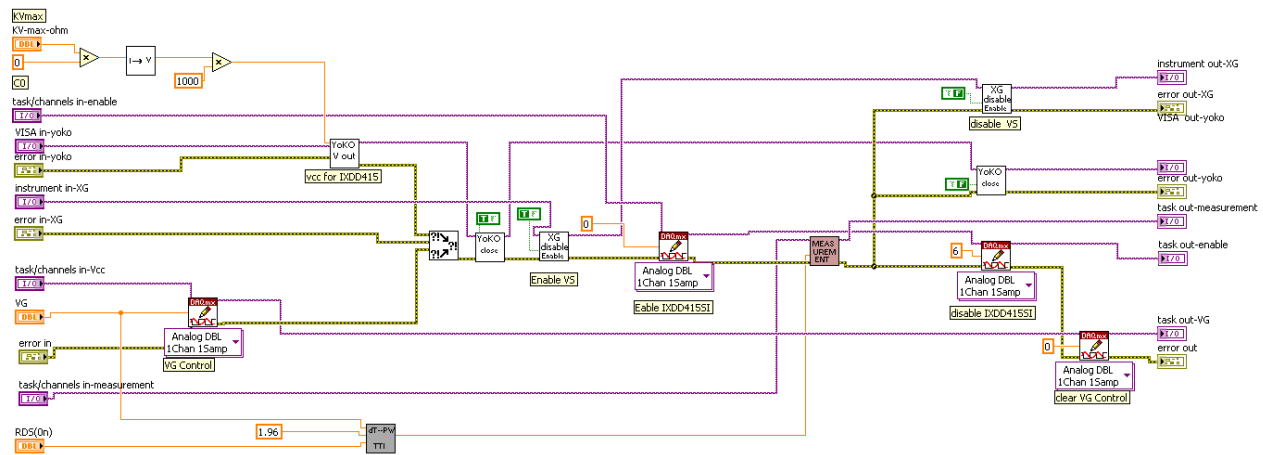 KVmax
KV-max-ohm
DBL
0
×
I→ V
×
1000
C0
task/channels in-enable
I/O
VISA in-yoko
I/O
error in-yoko
YoKO
V out
vcc for IXDD415
instrument in-XG
I/O
error in-XG
?!
?!
?!
T F
YoKO
close
T F
XG
disable
Enable
Enable VS
0
DAQmx
Analog DBL
1Chan 1Samp
Eable IXDD415SI
MEAS
UREM
ENT
T F
XG
disable
Enable
disable VS
instrument out-XG
I/O
error out-XG
VISA out-yoko
I/O
T F
YoKO
close
error out-yoko
task out-measurement
I/O
6
DAQmx
Analog DBL
1Chan 1Samp
disable IXDD415SI
task out-enable
I/O
task/channels in-Vcc
I/O
VG
DBL
error in
DAQmx
Analog DBL
1Chan 1Samp
VG Control
task out-VG
I/O
error out
0
DAQmx
Analog DBL
1Chan 1Samp
clear VG Control
task/channels in-measurement
I/O
RDS(0n)
DBL
1.96
dT--PW
TTI